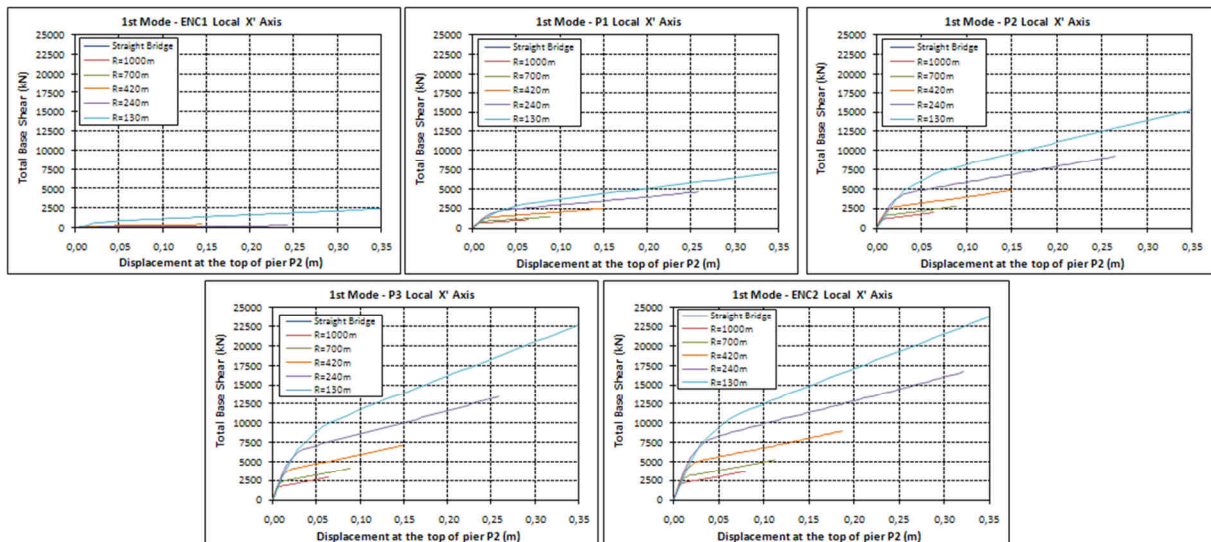 1st Mode - ENC1 Local X' Axis
Total Base Shear (kN)
25000
22500
20000
17500
15000
12500
10000
7500
5000
2500
0
Straight Bridge
R=1000m
R=700m
R=420m
R=240m
R=130m
0,00 0,05 0,10 0,15 0,20 0,25 0,30 0,35
Displacement at the top of pier P2 (m)
1st Mode - P1 Local X' Axis
Total Base Shear (kN)
25000
22500
20000
17500
15000
12500
10000
7500
5000
2500
0
Straight Bridge
R=1000m
R=700m
R=420m
R=240m
R=130m
0,00 0,05 0,10 0,15 0,20 0,25 0,30 0,35
Displacement at the top of pier P2 (m)
1st Mode - P2 Local X' Axis
Total Base Shear (kN)
25000
22500
20000
17500
15000
12500
10000
7500
5000
2500
0
Straight Bridge
R=1000m
R=700m
R=420m
R=240m
R=130m
0,00 0,05 0,10 0,15 0,20 0,25 0,30 0,35
Displacement at the top of pier P2 (m)
1st Mode - P3 Local X' Axis
Total Base Shear (kN)
25000
22500
20000
17500
15000
12500
10000
7500
5000
2500
0
Straight Bridge
R=1000m
R=700m
R=420m
R=240m
R=130m
0,00 0,05 0,10 0,15 0,20 0,25 0,30 0,35
Displacement at the top of pier P2 (m)
1st Mode - ENC2 Local X' Axis
Total Base Shear (kN)
25000
22500
20000
17500
15000
12500
10000
7500
5000
2500
0
Straight Bridge
R=1000m
R=700m
R=420m
R=240m
R=130m
0,00 0,05 0,10 0,15 0,20 0,25 0,30 0,35
Displacement at the top of pier P2 (m)